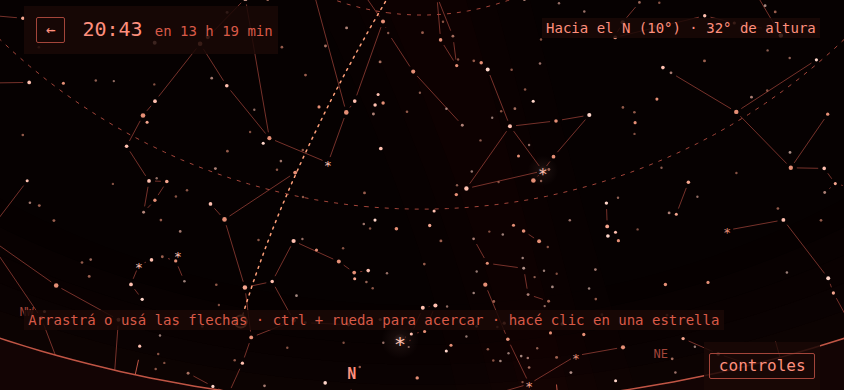 ← 20:43 en 13 h 19 min
Hacia el N (10°) · 32° de altura
Arrastrá o usá las flechas · ctrl + rueda para acercar · hacé clic en una estrella
NE
controles
N